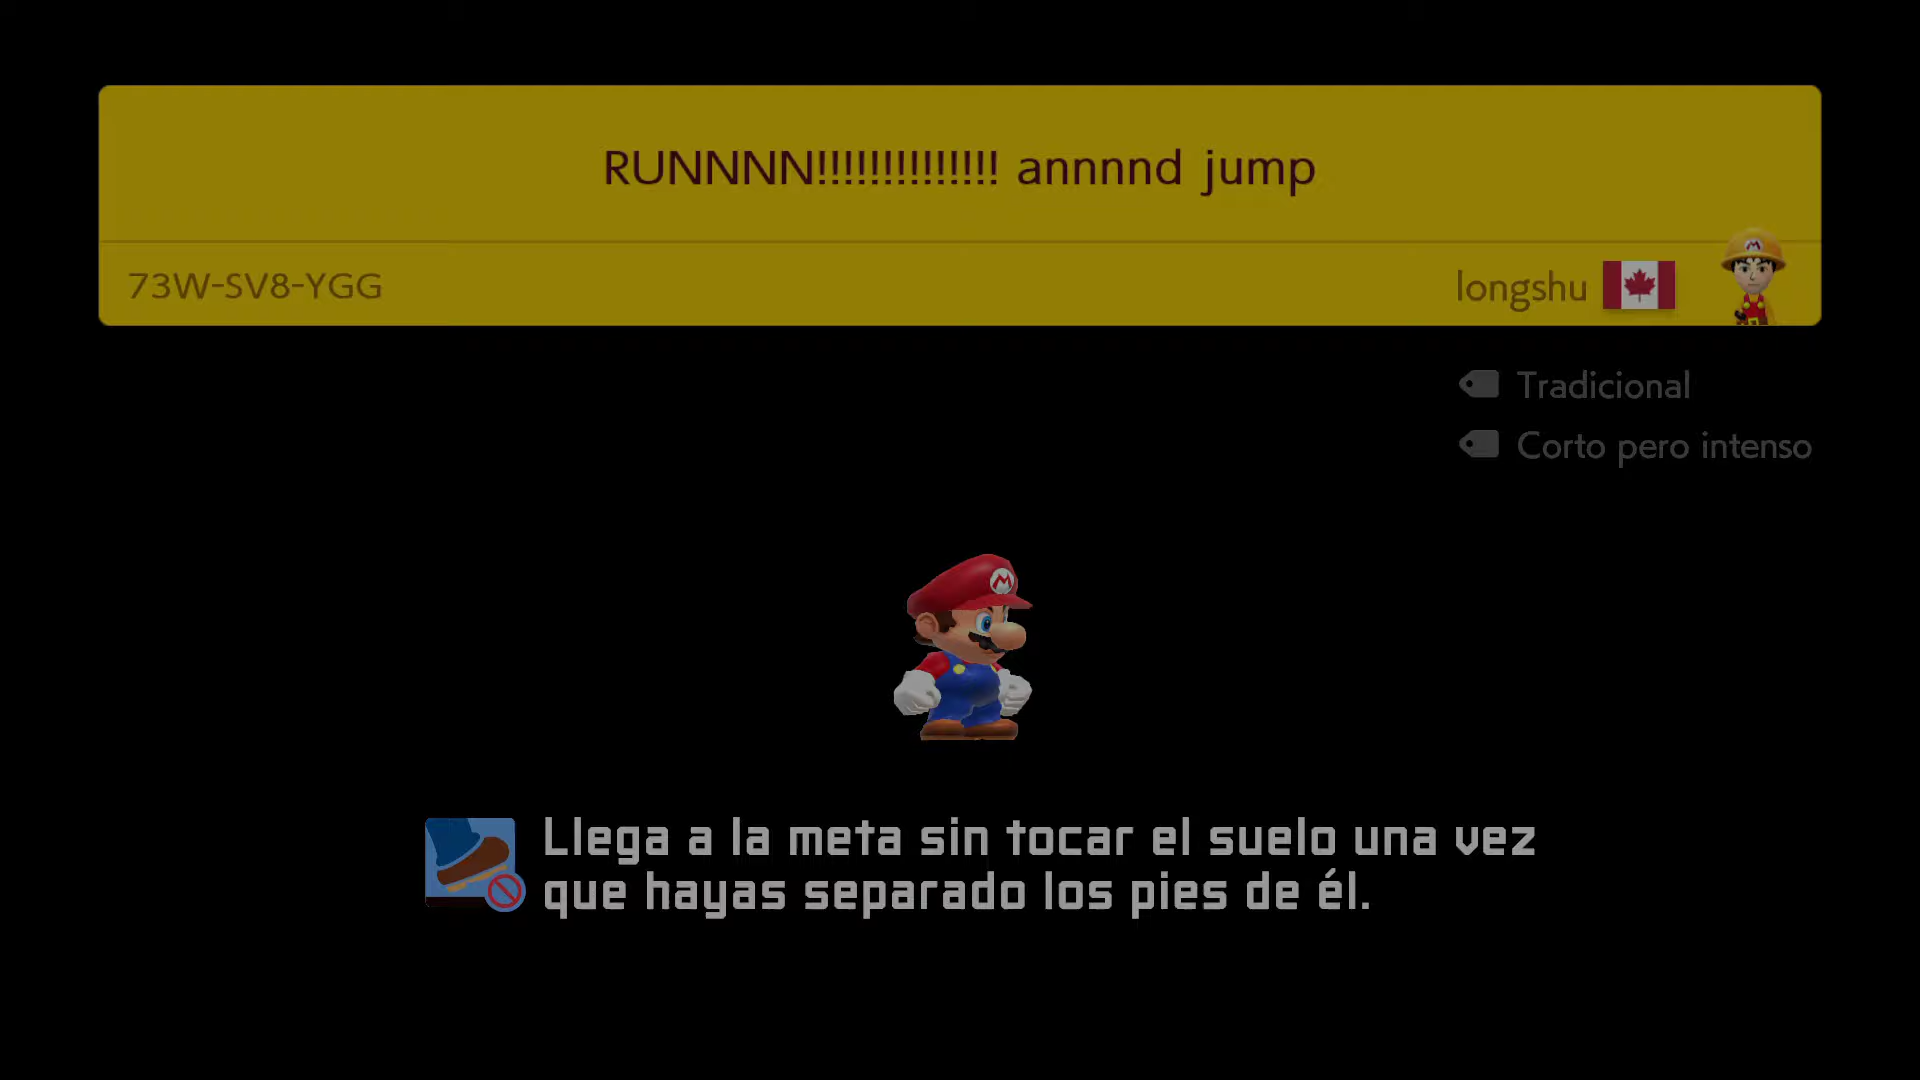 RUNNNN!!!!!!!!!!!!!! annnnd jump
73W-SV8-YGG
longshu
Tradicional
Corto pero intenso
Llega a la meta sin tocar el suelo una vez
que hayas separado los pies de él.